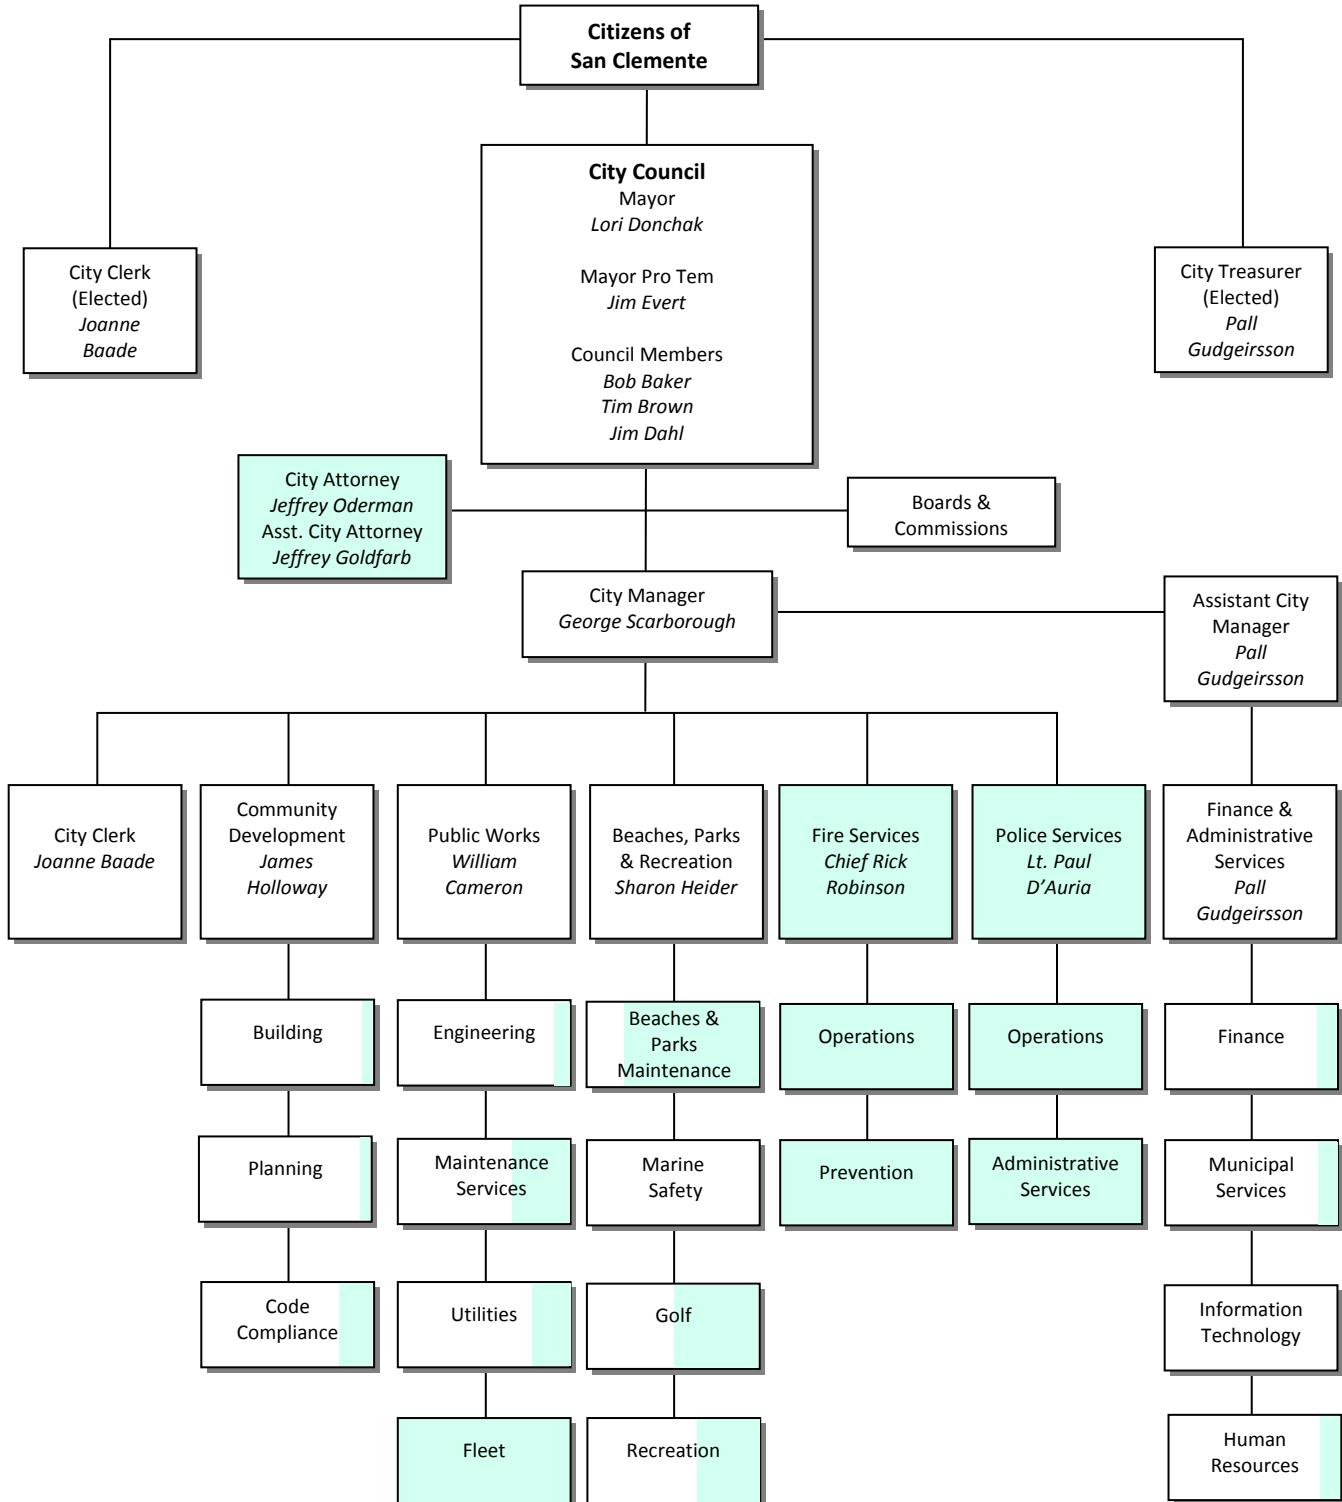 Citizens of
San Clemente
City Council
Mayor
Lori Donchak
Mayor Pro Tem
Jim Evert
Council Members
Bob Baker
Tim Brown
Jim Dahl
City Clerk
(Elected)
Joanne
Baade
City Treasurer
(Elected)
Pall
Gudgeirsson
City Attorney
Jeffrey Oderman
Asst. City Attorney
Jeffrey Goldfarb
Boards &
Commissions
City Manager
George Scarborough
Assistant City
Manager
Pall
Gudgeirsson
City Clerk
Joanne Baade
Community
Development
James
Holloway
Public Works
William
Cameron
Beaches, Parks
& Recreation
Sharon Heider
Fire Services
Chief Rick
Robinson
Police Services
Lt. Paul
D’Auria
Finance &
Administrative
Services
Pall
Gudgeirsson
Building
Engineering
Beaches &
Parks
Maintenance
Operations
Operations
Finance
Planning
Maintenance
Services
Marine
Safety
Prevention
Administrative
Services
Municipal
Services
Code
Compliance
Utilities
Golf
Information
Technology
Fleet
Recreation
Human
Resources